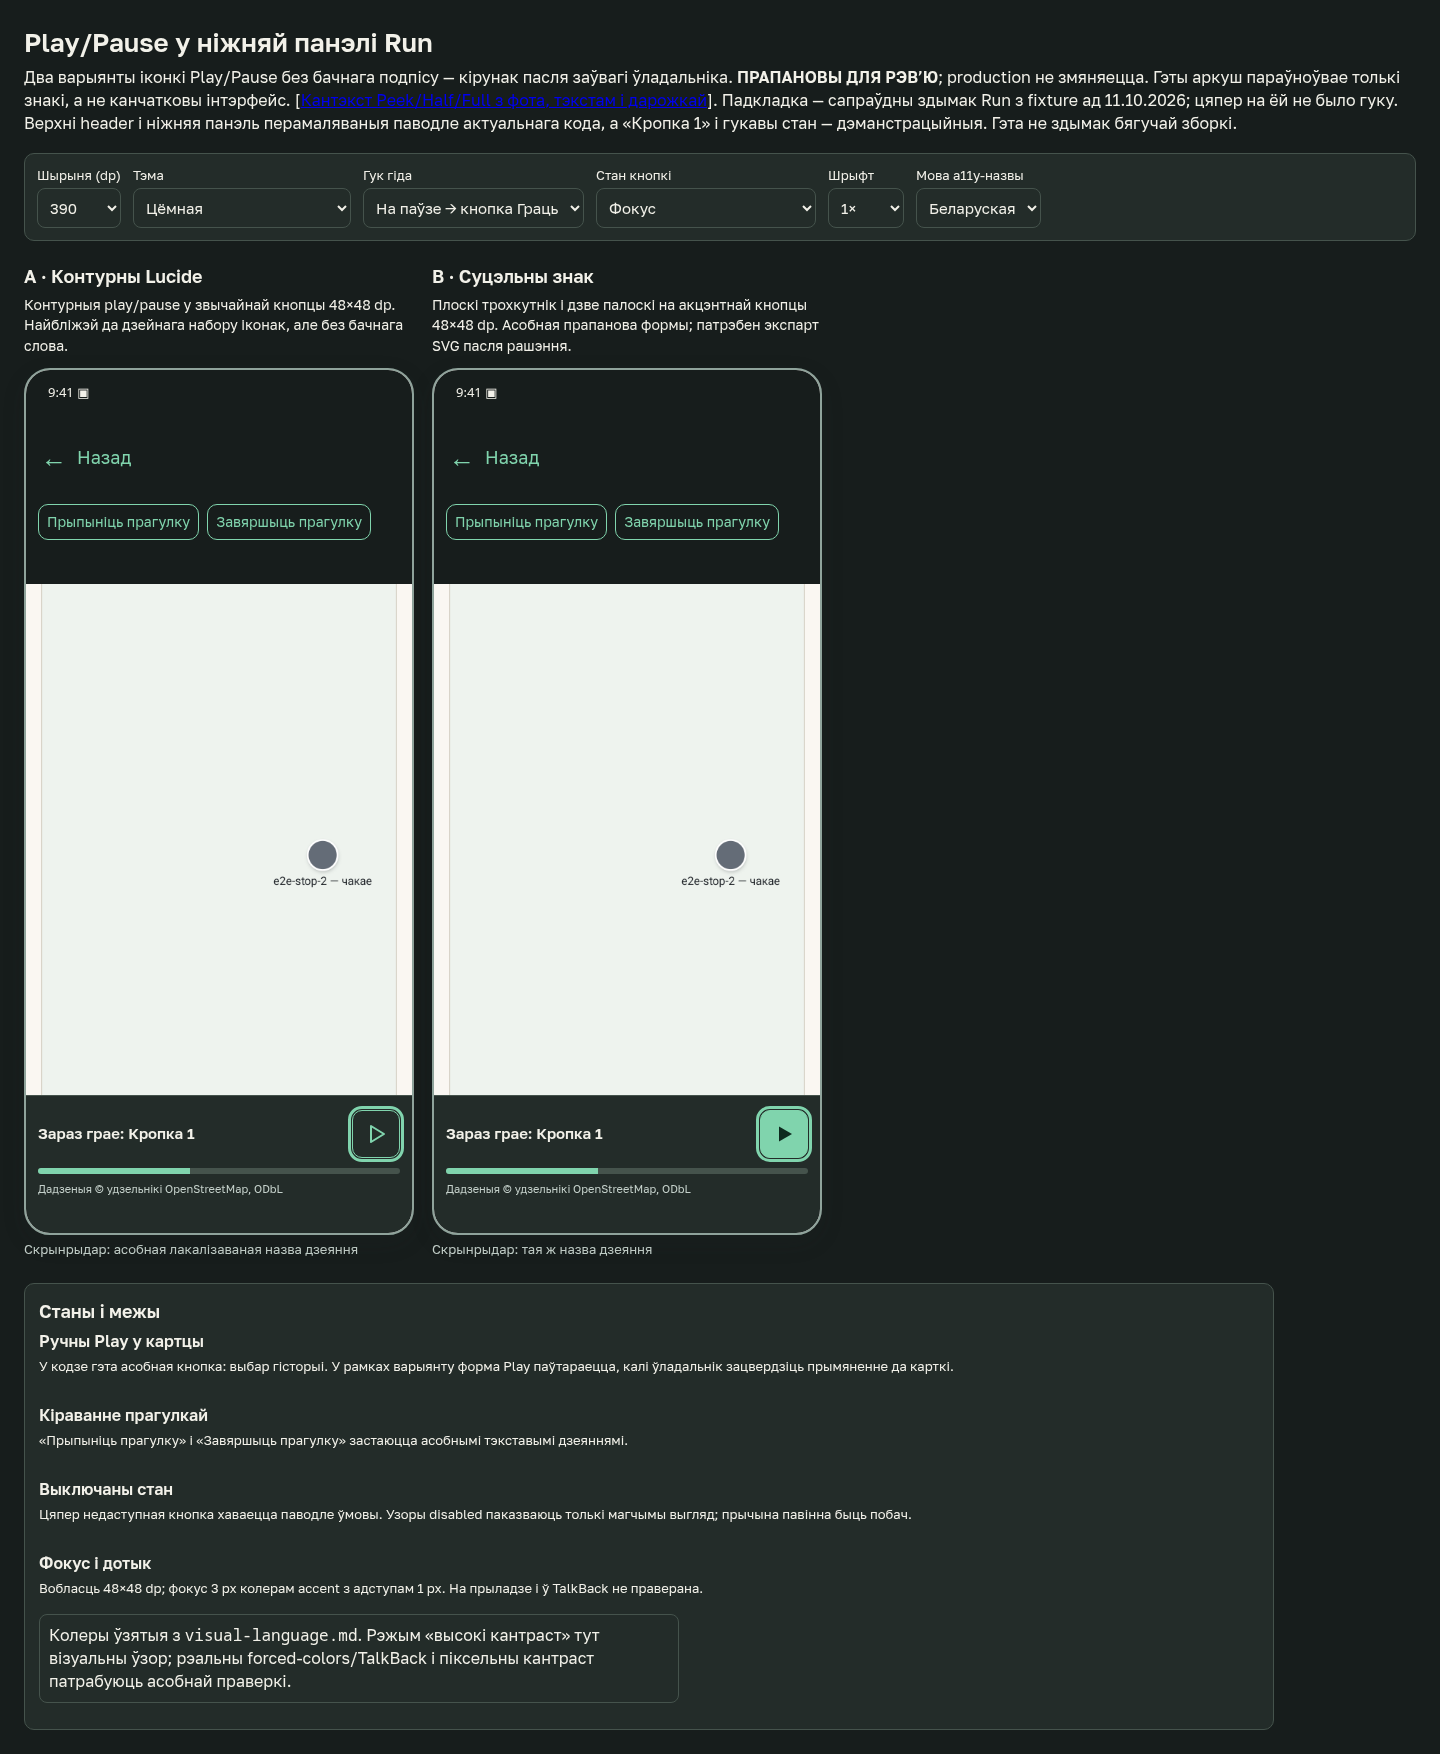 Play/Pause у ніжняй панэлі Run
Два варыянты іконкі Play/Pause без бачнага подпісу — кірунак пасля заўвагі ўладальніка. ПРАПАНОВЫ ДЛЯ РЭВ’Ю; production не змяняецца. Гэты аркуш параўноўвае толькі
знакі, а не канчатковы інтэрфейс. [Кантэкст Peek/Half/Full з фота, тэкстам і дарожкай]. Падкладка — сапраўдны здымак Run з fixture ад 11.10.2026; цяпер на ёй не было гуку.
Верхні header і ніжняя панэль перамаляваныя паводле актуальнага кода, а «Кропка 1» і гукавы стан — дэманстрацыйныя. Гэта не здымак бягучай зборкі.
Шырыня (dp) Тэма Гук гіда Стан кнопкі Шрыфт Мова a11y-назвы
390 Цёмная На паўзе → кнопка Граць Фокус 1× Беларуская
A · Контурны Lucide
Контурныя play/pause у звычайнай кнопцы 48×48 dp.
Найбліжэй да дзейнага набору іконак, але без бачнага
слова.
9:41 ▣
← Назад
Прыпыніць прагулку Завяршыць прагулку
e2e-stop-2 — чакае
Зараз грае: Кропка 1
Дадзеныя © удзельнікі OpenStreetMap, ODbL
Скрынрыдар: асобная лакалізаваная назва дзеяння
B · Суцэльны знак
Плоскі трохкутнік і дзве палоскі на акцэнтнай кнопцы
48×48 dp. Асобная прапанова формы; патрэбен экспарт
SVG пасля рашэння.
9:41 ▣
← Назад
Прыпыніць прагулку Завяршыць прагулку
e2e-stop-2 — чакае
Зараз грае: Кропка 1
Дадзеныя © удзельнікі OpenStreetMap, ODbL
Скрынрыдар: тая ж назва дзеяння
Станы і межы
Ручны Play у картцы
У кодзе гэта асобная кнопка: выбар гісторыі. У рамках варыянту форма Play паўтараецца, калі ўладальнік зацвердзіць прымяненне да карткі.
Кіраванне прагулкай
«Прыпыніць прагулку» і «Завяршыць прагулку» застаюцца асобнымі тэкставымі дзеяннямі.
Выключаны стан
Цяпер недаступная кнопка хаваецца паводле ўмовы. Узоры disabled паказваюць толькі магчымы выгляд; прычына павінна быць побач.
Фокус і дотык
Вобласць 48×48 dp; фокус 3 px колерам accent з адступам 1 px. На прыладзе і ў TalkBack не праверана.
Колеры ўзятыя з visual-language.md. Рэжым «высокі кантраст» тут
візуальны ўзор; рэальны forced-colors/TalkBack і піксельны кантраст
патрабуюць асобнай праверкі.